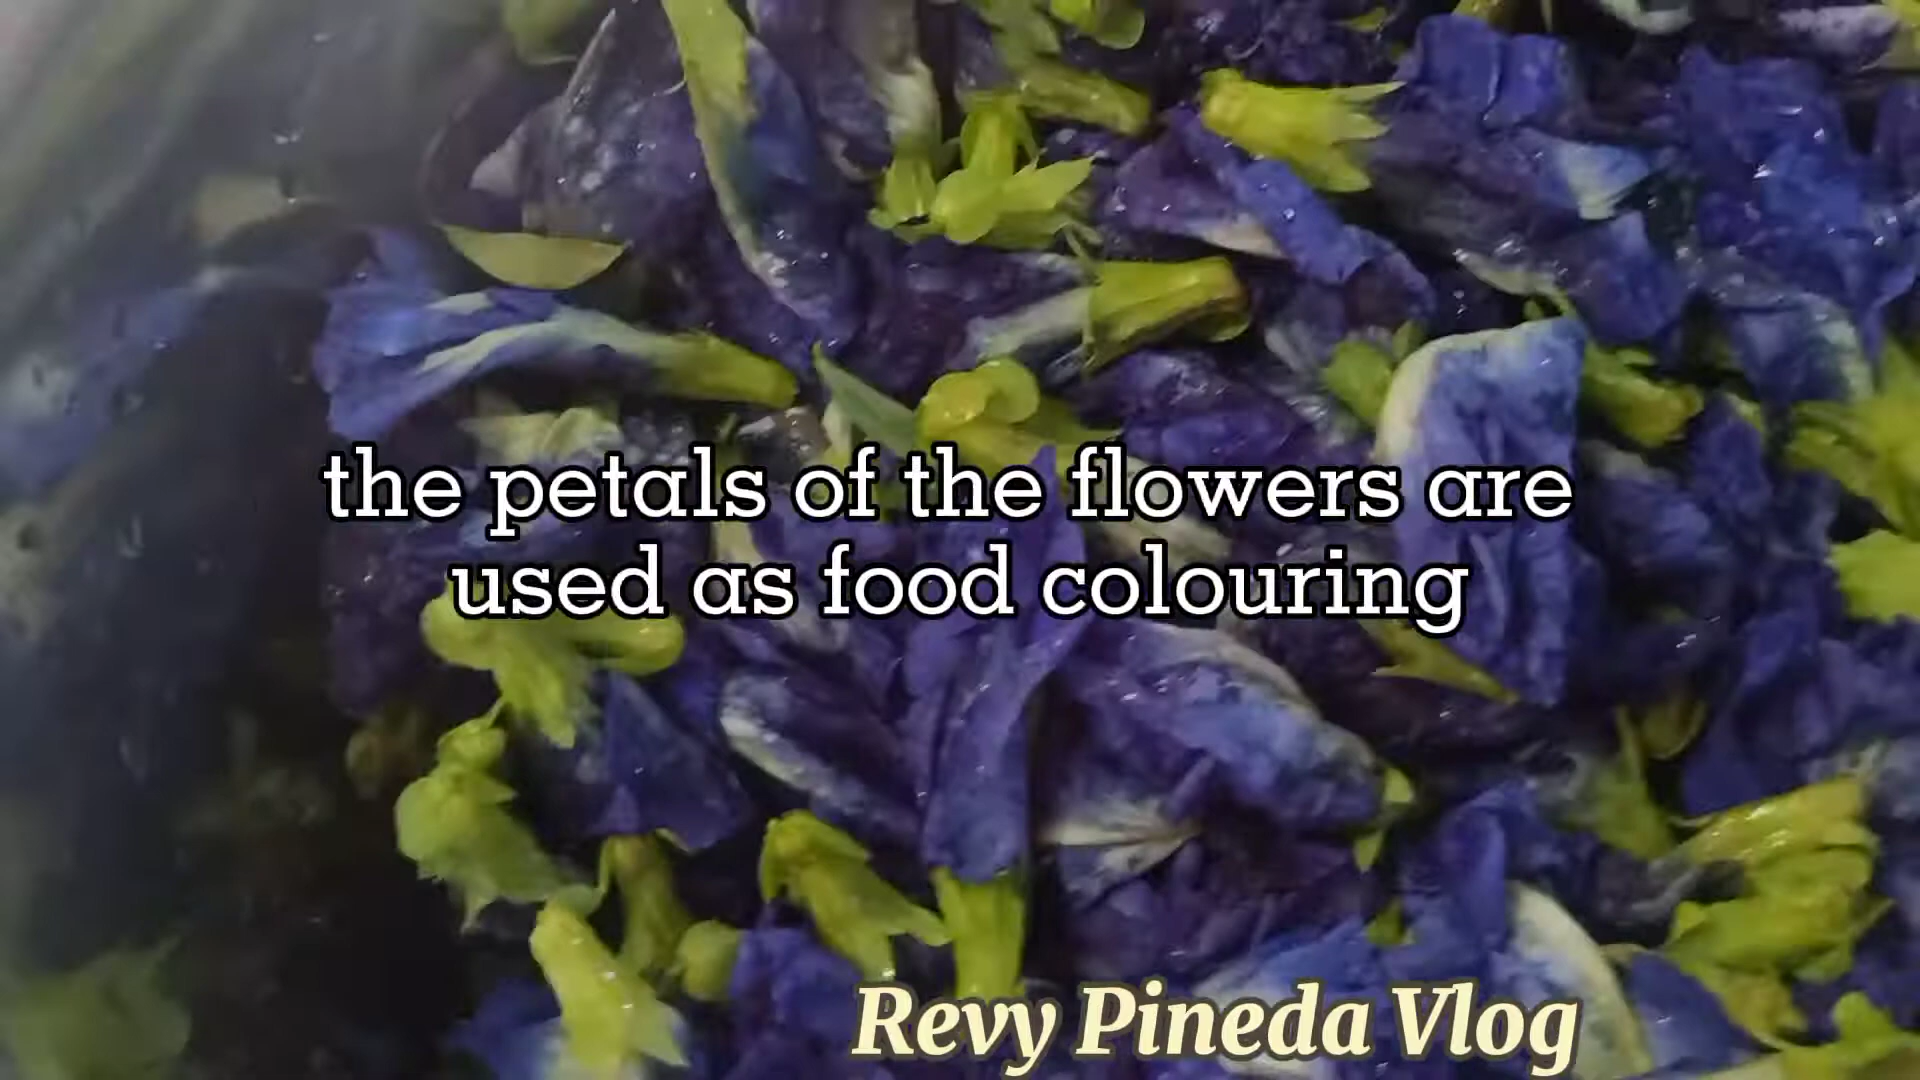 the petals of the flowers are
used as food colouring
Revy Pineda Vlog